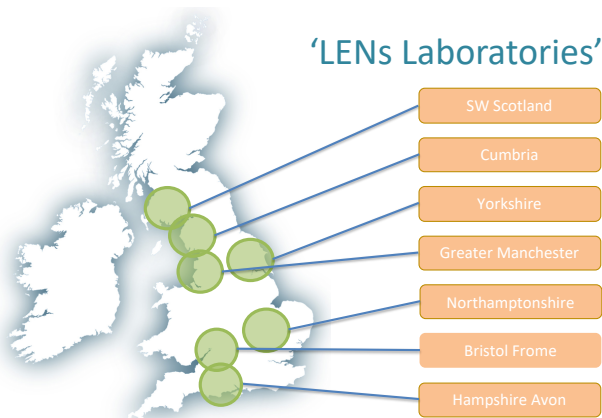 ‘LENs Laboratories’
SW Scotland
Cumbria
Yorkshire
Greater Manchester
Northamptonshire
Bristol Frome
Hampshire Avon